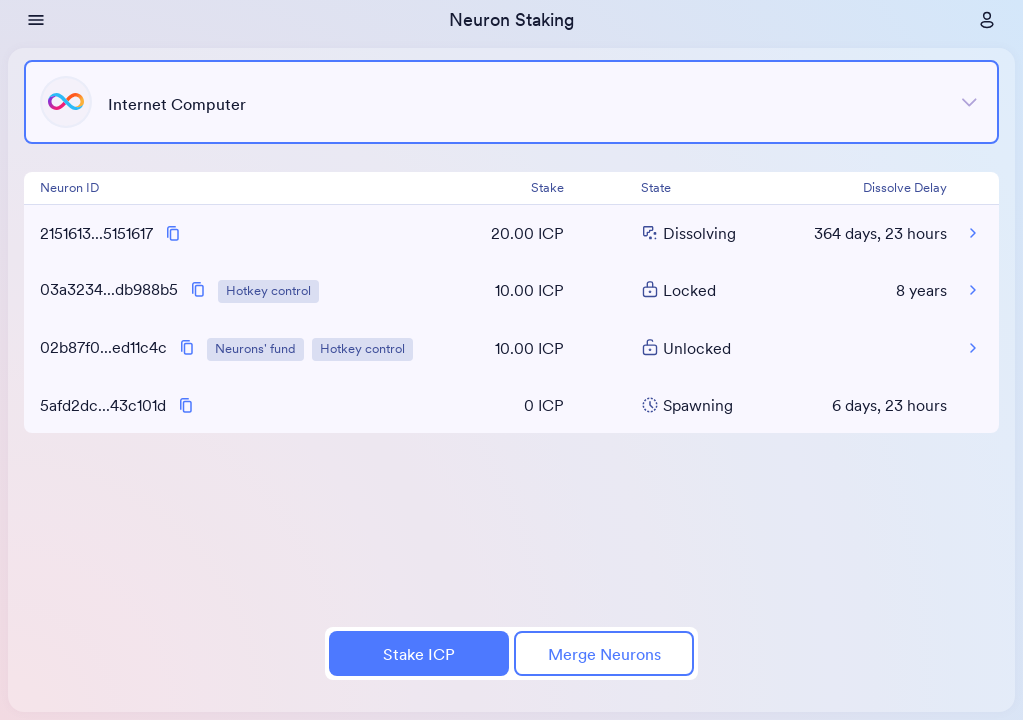 Neuron Staking
Internet Computer
Neuron ID Stake State Dissolve Delay
2151613...5151617 20.00 ICP Dissolving 364 days, 23 hours
03a3234...db988b5 Hotkey control 10.00 ICP Locked 8 years
02b87f0...ed11c4c Neurons' fund Hotkey control 10.00 ICP Unlocked
5afd2dc...43c101d 0 ICP Spawning 6 days, 23 hours
Stake ICP Merge Neurons